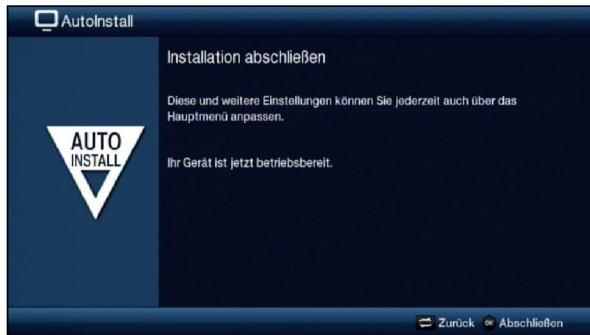 AutoInstall
Installation abschließen
Diese und weitere Einstellungen können Sie jederzeit auch über das
Hauptmenü anpassen.
AUTO
INSTALL
Ihr Gerät ist jetzt betriebsbereit.
Zurück OK Abschließen